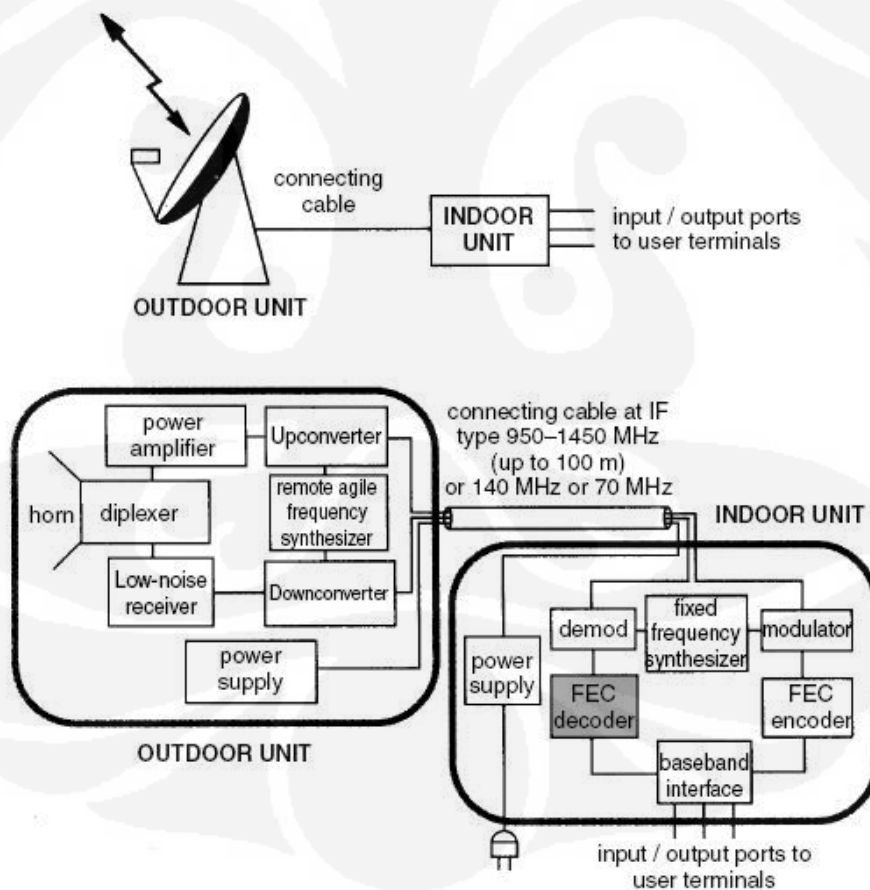 connecting
cable
INDOOR
UNIT
input / output ports
to user terminals
OUTDOOR UNIT
connecting cable at IF
type 950–1450 MHz
(up to 100 m)
or 140 MHz or 70 MHz
power
amplifier
Upconverter
horn
diplexer
remote agile
frequency
synthesizer
Low-noise
receiver
Downconverter
power
supply
OUTDOOR UNIT
INDOOR UNIT
demod
fixed
frequency
synthesizer
modulator
power
supply
FEC
decoder
FEC
encoder
baseband
interface
input / output ports to
user terminals